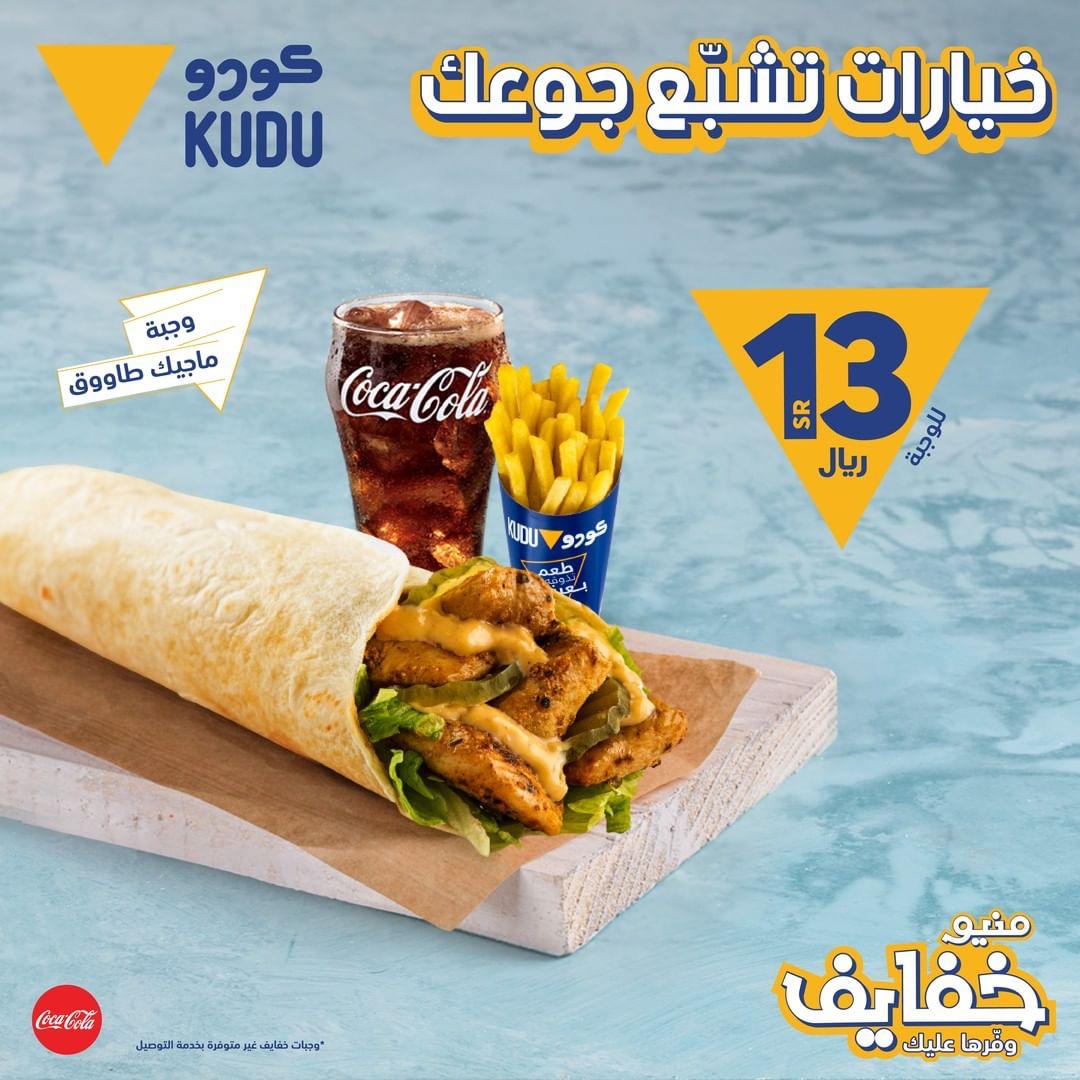 خيارات تشبّع جوعك
كودو
KUDU
وجبة
ماجيك طاووق
Coca-Cola
13
SR
ريال
للوجبة
KUDU كودو
طعم
منيو
خفايف
وفّرها عليك
Coca-Cola
*وجبات خفايف غير متوفرة بخدمة التوصيل